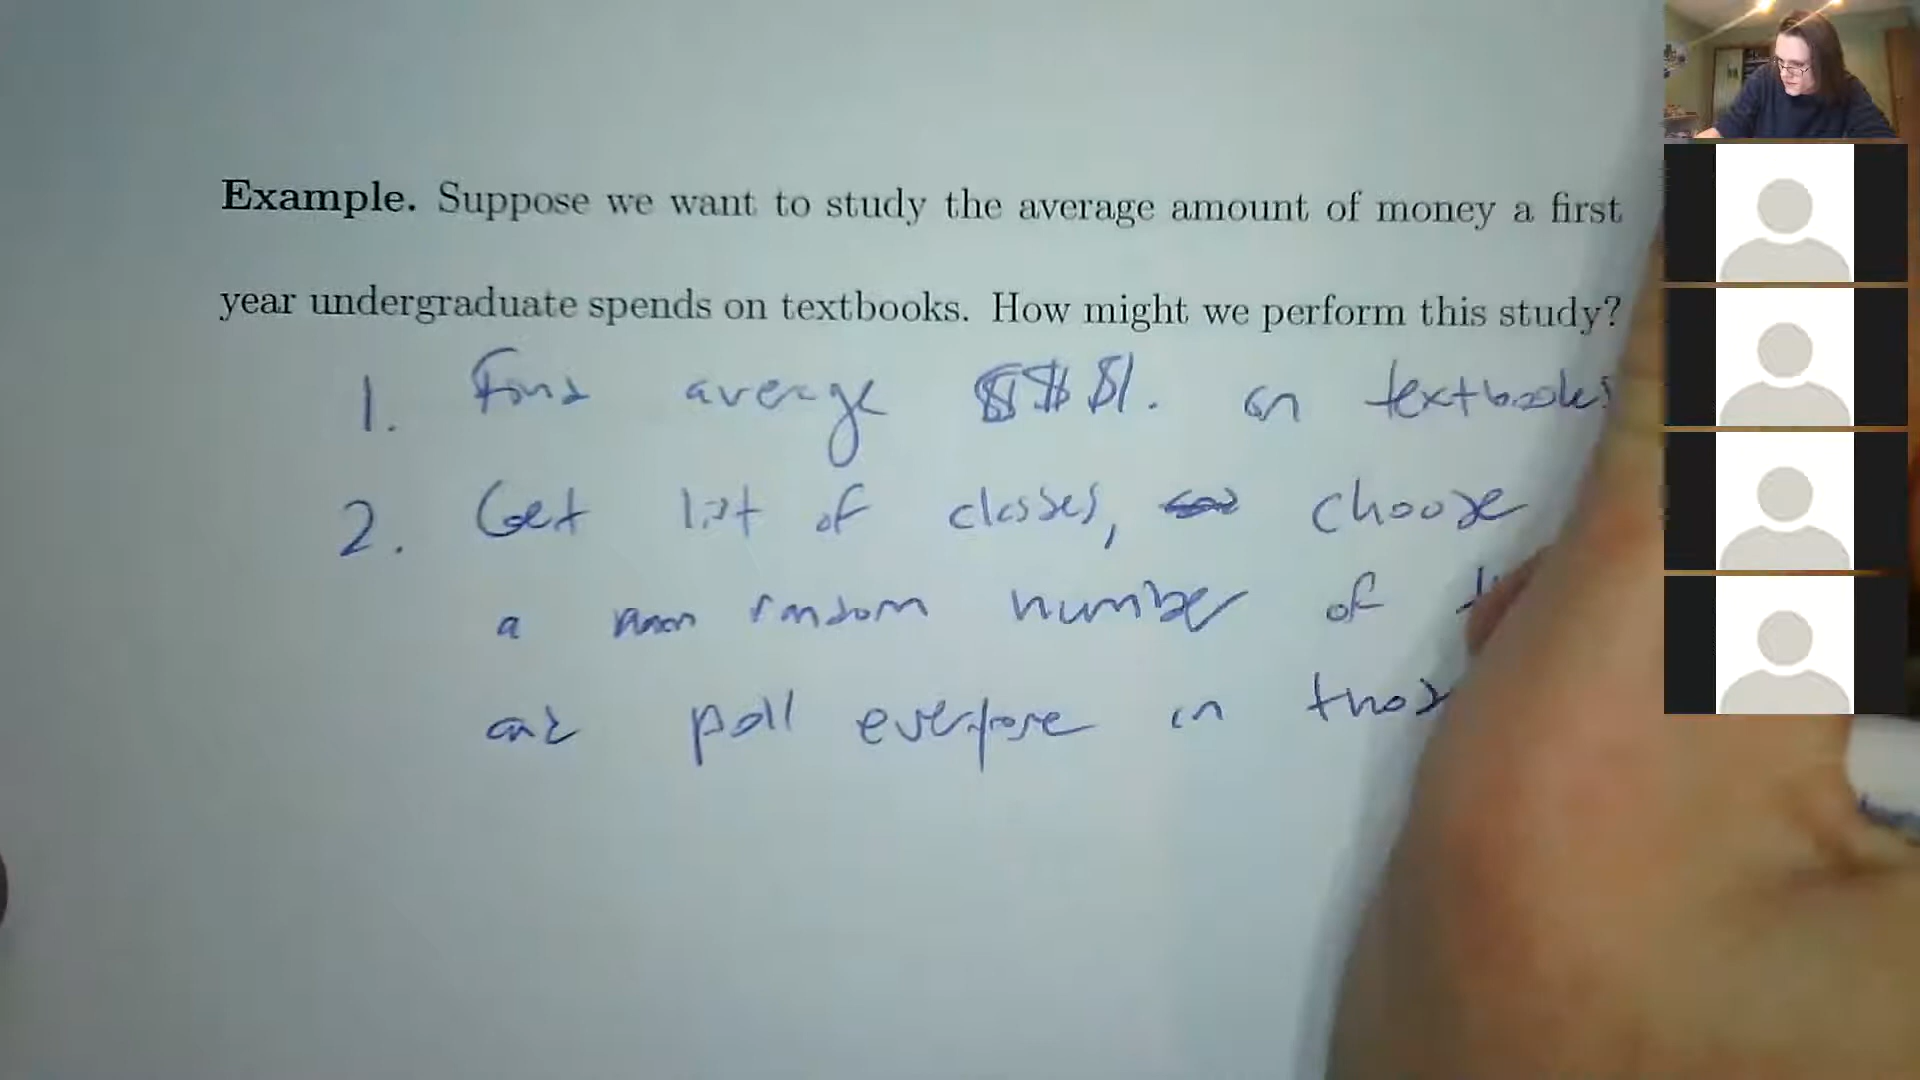 Example. Suppose we want to study the average amount of money a first
year undergraduate spends on textbooks. How might we perform this study?
1. Find average $$$. on textbooks
2. Get list of classes, choose
a random number of
and poll everyone in